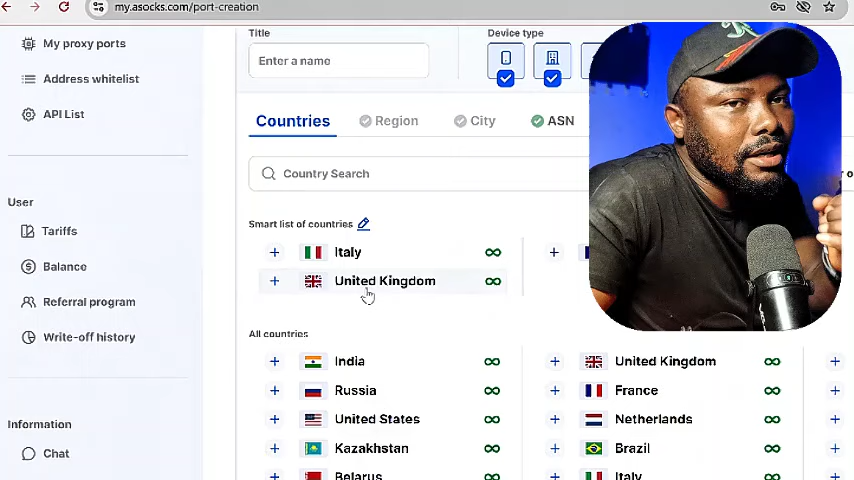 my.asocks.com/port-creation
My proxy ports
Address whitelist
API List
User
Tariffs
Balance
Referral program
Write-off history
Information
Chat
Title
Enter a name
Device type
Countries Region City ASN
Country Search
Smart list of countries
Italy
United Kingdom
All countries
India United Kingdom
Russia France
United States Netherlands
Kazakhstan Brazil
Belarus Italy